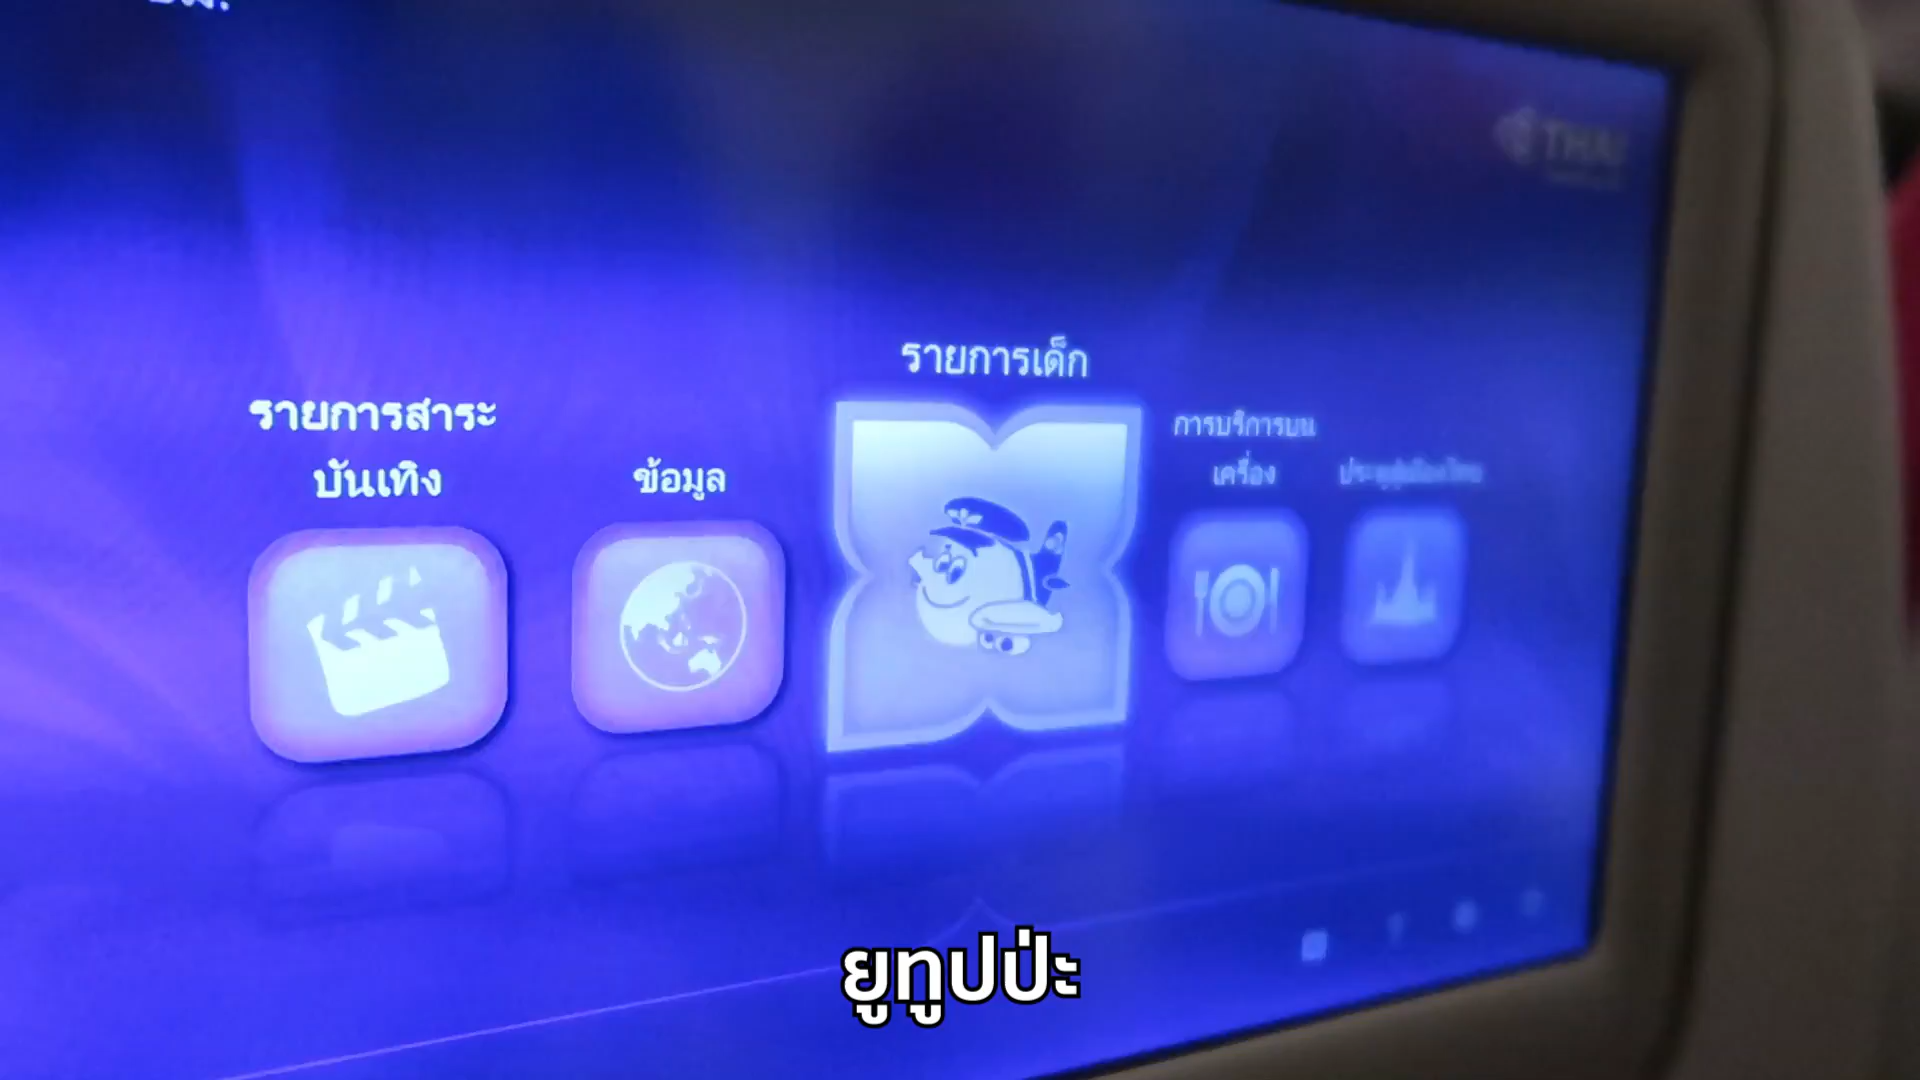 THAI
รายการเด็ก
รายการสาระ
บันเทิง
ข้อมูล
การบริการบน
เครื่อง
ยูทูปป่ะ